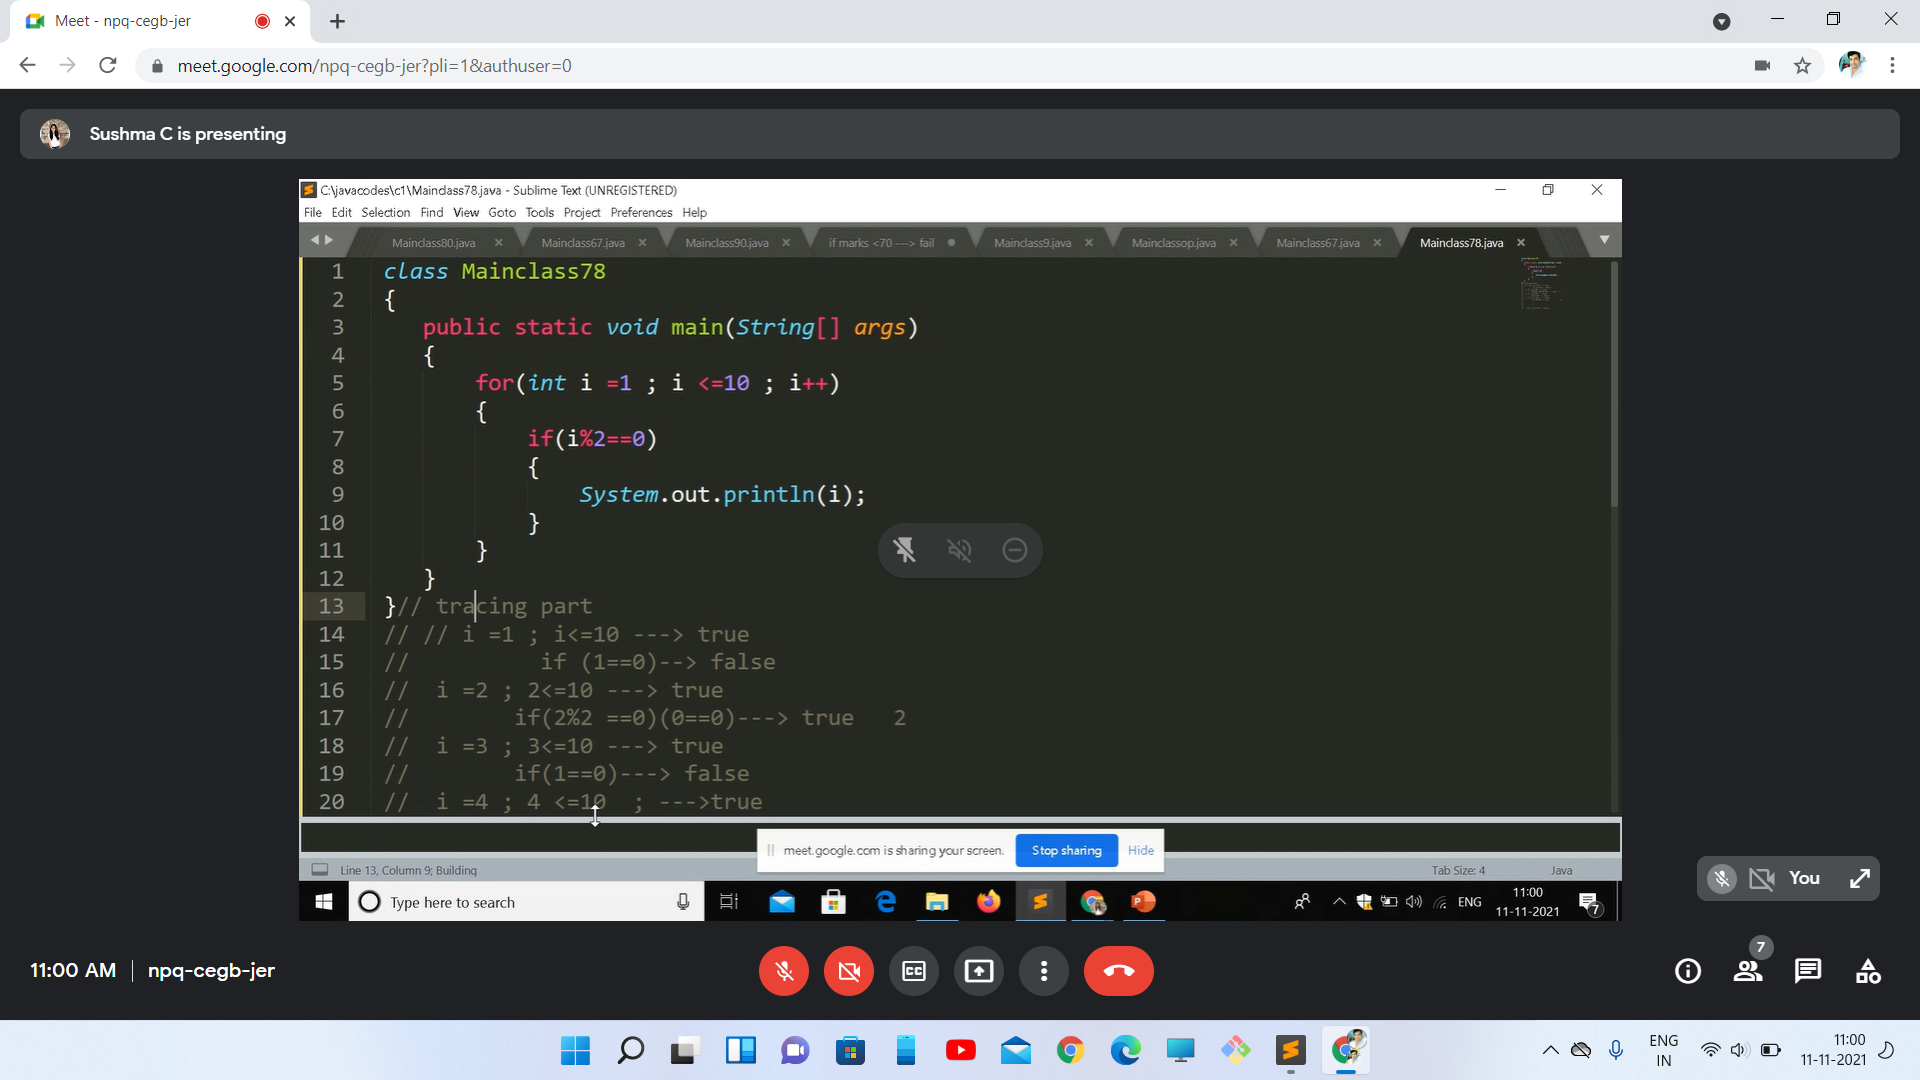 Meet - npq-cegb-jer
meet.google.com/npq-cegb-jer?pli=1&authuser=0
Sushma C is presenting
C:\javacodes\c1\Mainclass78.java - Sublime Text (UNREGISTERED)
File Edit Selection Find View Goto Tools Project Preferences Help
Mainclass80.java Mainclass67.java Mainclass90.java if marks <70 ---> fail Mainclass9.java Mainclassop.java Mainclass67.java Mainclass78.java
1 class Mainclass78
2 {
3 public static void main(String[] args)
4 {
5 for(int i =1 ; i <=10 ; i++)
6 {
7 if(i%2==0)
8 {
9 System.out.println(i);
10 }
11 }
12 }
13 }// tracing part
14 // // i =1 ; i<=10 ---> true
15 // if (1==0)--> false
16 // i =2 ; 2<=10 ---> true
17 // if(2%2 ==0)(0==0)---> true 2
18 // i =3 ; 3<=10 ---> true
19 // if(1==0)---> false
20 // i =4 ; 4 <=10 ; --->true
meet.google.com is sharing your screen. Stop sharing Hide
Line 13, Column 9; Building Tab Size: 4 Java
You
Type here to search ENG 11:00
11-11-2021 7
11:00 AM npq-cegb-jer CC 7
ENG
IN
11:00
11-11-2021